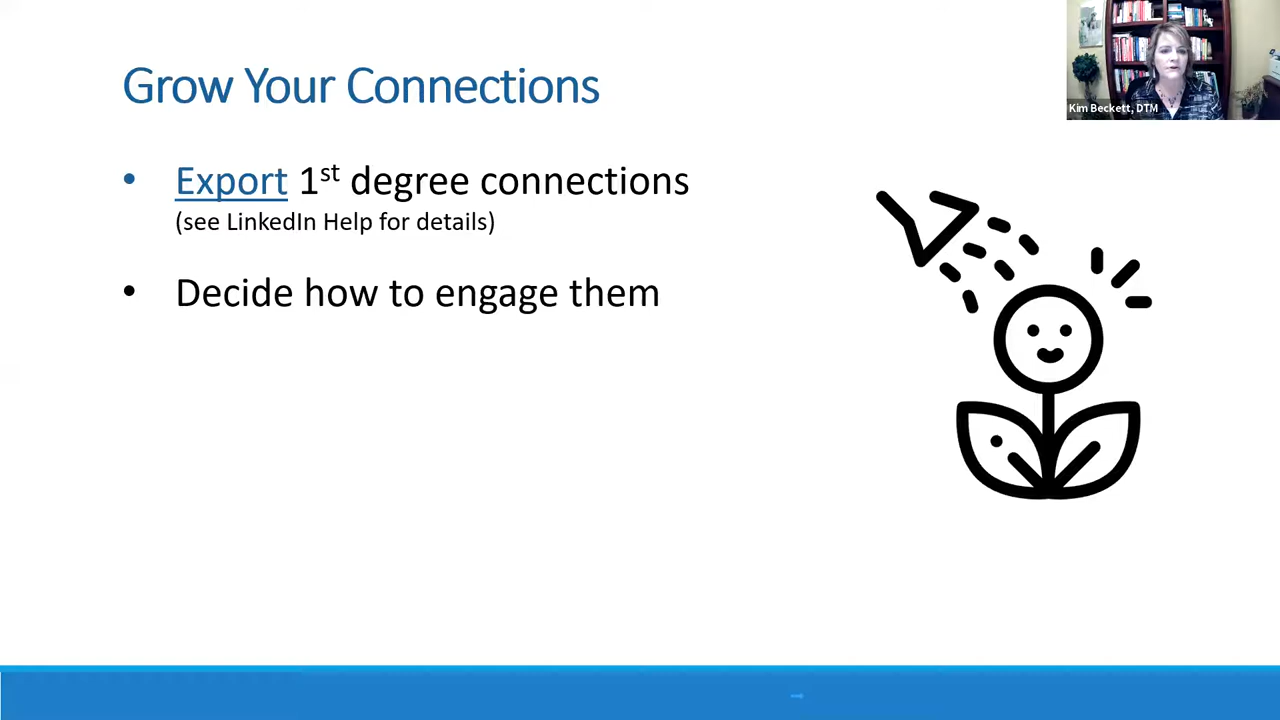 Grow Your Connections
Kim Beckett, DTM
• Export 1st degree connections
(see LinkedIn Help for details)
• Decide how to engage them